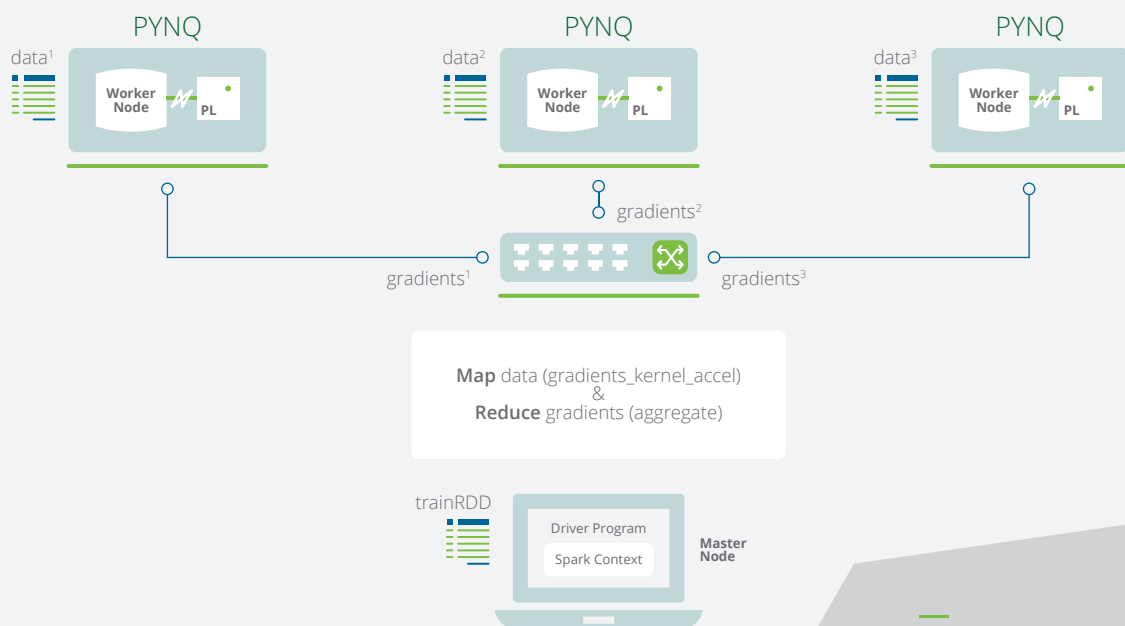 PYNQ
PYNQ
PYNQ
data¹
data²
data³
Worker
Node
PL
Worker
Node
PL
Worker
Node
PL
gradients²
gradients¹
gradients³
Map data (gradients_kernel_accel)
&
Reduce gradients (aggregate)
trainRDD
Driver Program
Spark Context
Master
Node